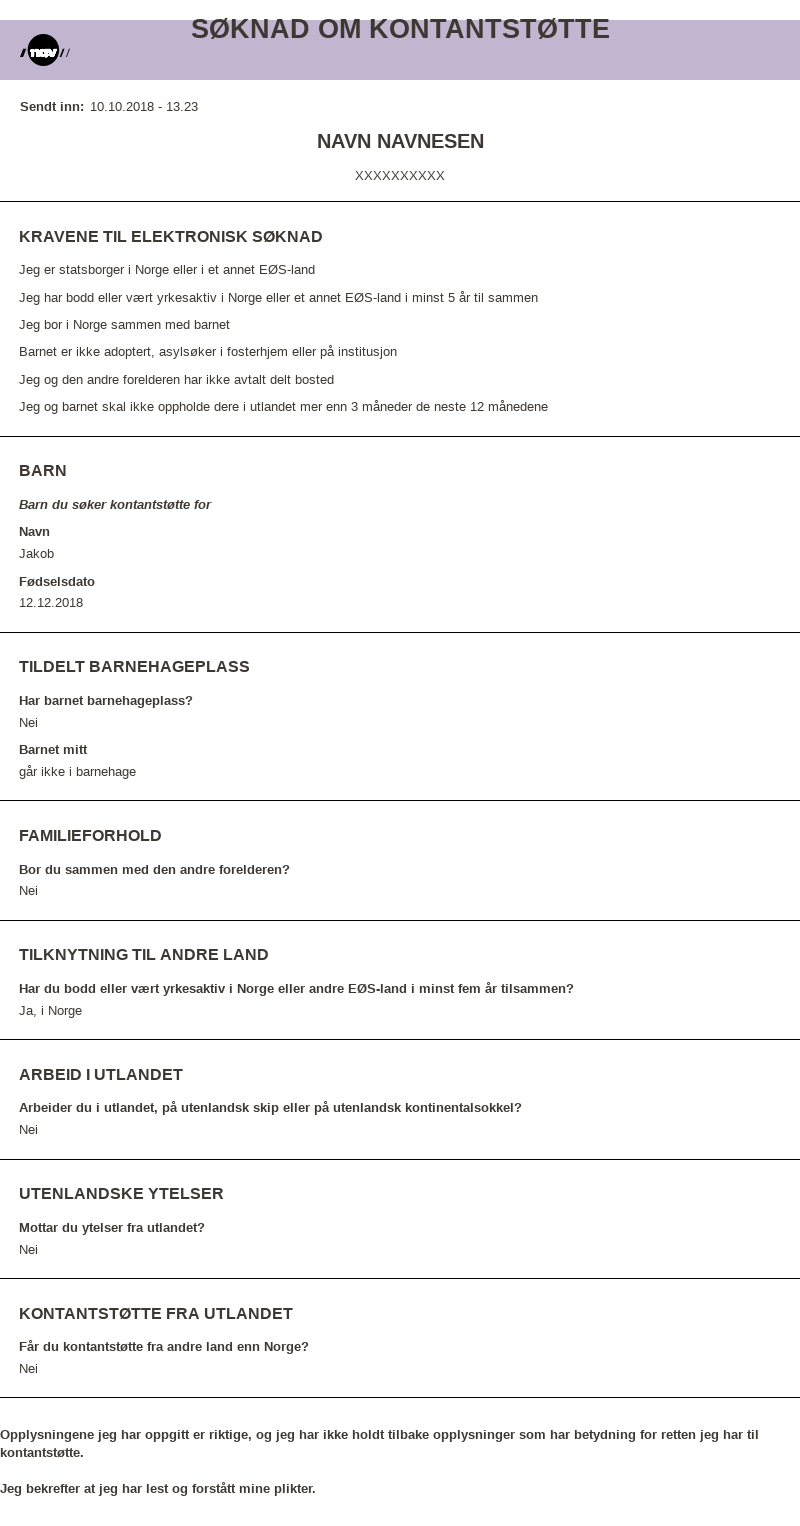 SØKNAD OM KONTANTSTØTTE
nav
Sendt inn: 10.10.2018 - 13.23
NAVN NAVNESEN
XXXXXXXXXX
KRAVENE TIL ELEKTRONISK SØKNAD
Jeg er statsborger i Norge eller i et annet EØS-land
Jeg har bodd eller vært yrkesaktiv i Norge eller et annet EØS-land i minst 5 år til sammen
Jeg bor i Norge sammen med barnet
Barnet er ikke adoptert, asylsøker i fosterhjem eller på institusjon
Jeg og den andre forelderen har ikke avtalt delt bosted
Jeg og barnet skal ikke oppholde dere i utlandet mer enn 3 måneder de neste 12 månedene
BARN
Barn du søker kontantstøtte for
Navn
Jakob
Fødselsdato
12.12.2018
TILDELT BARNEHAGEPLASS
Har barnet barnehageplass?
Nei
Barnet mitt
går ikke i barnehage
FAMILIEFORHOLD
Bor du sammen med den andre forelderen?
Nei
TILKNYTNING TIL ANDRE LAND
Har du bodd eller vært yrkesaktiv i Norge eller andre EØS-land i minst fem år tilsammen?
Ja, i Norge
ARBEID I UTLANDET
Arbeider du i utlandet, på utenlandsk skip eller på utenlandsk kontinentalsokkel?
Nei
UTENLANDSKE YTELSER
Mottar du ytelser fra utlandet?
Nei
KONTANTSTØTTE FRA UTLANDET
Får du kontantstøtte fra andre land enn Norge?
Nei
Opplysningene jeg har oppgitt er riktige, og jeg har ikke holdt tilbake opplysninger som har betydning for retten jeg har til
kontantstøtte.
Jeg bekrefter at jeg har lest og forstått mine plikter.